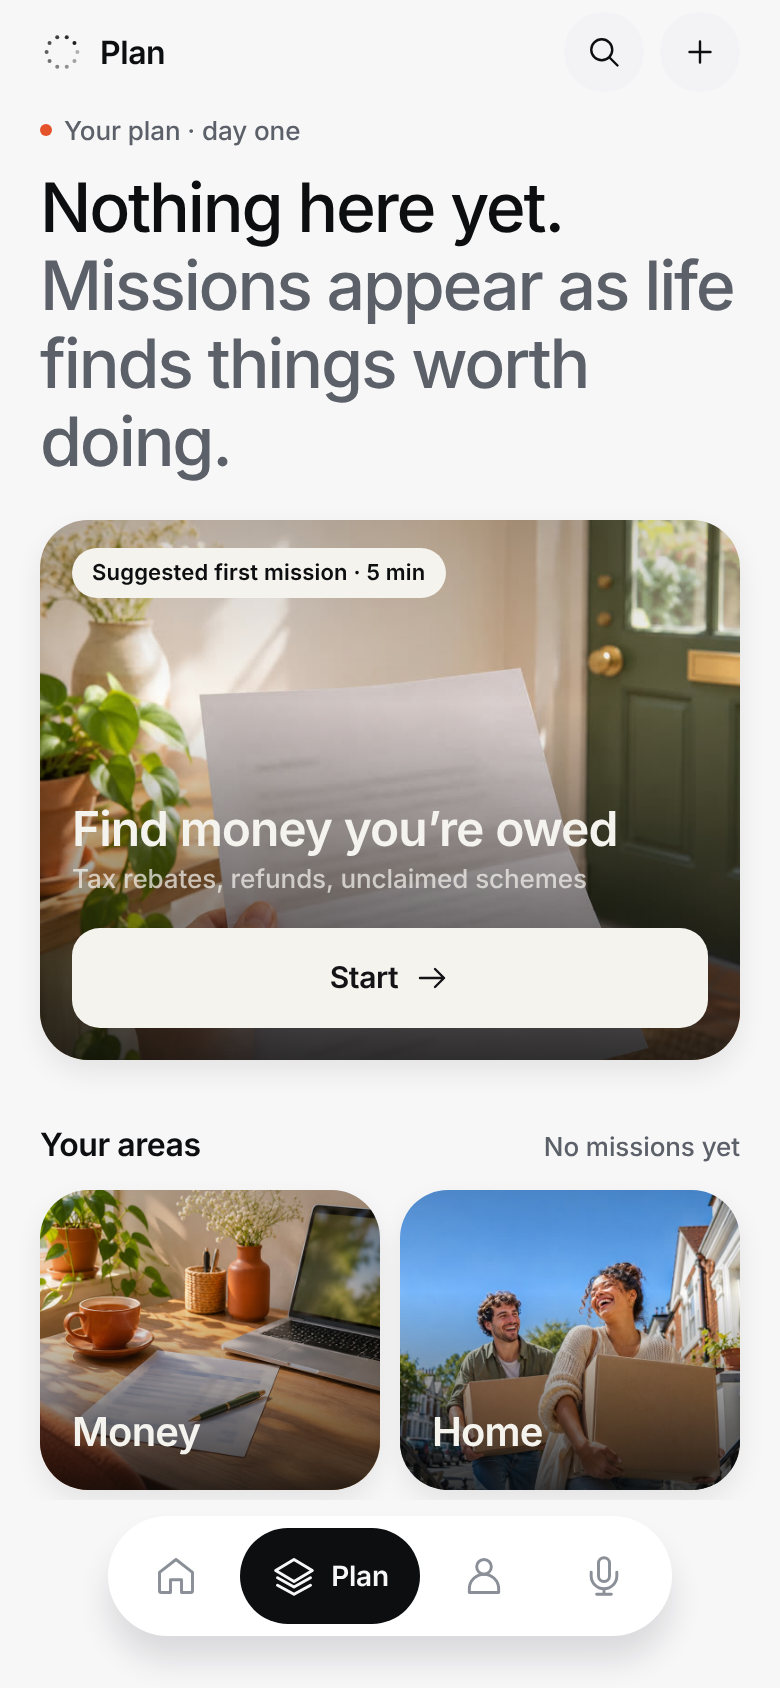 Plan
Your plan · day one
Nothing here yet.
Missions appear as life
finds things worth
doing.
Suggested first mission · 5 min
Find money you’re owed
Tax rebates, refunds, unclaimed schemes
Start →
Your areas
No missions yet
Money
Home
Plan